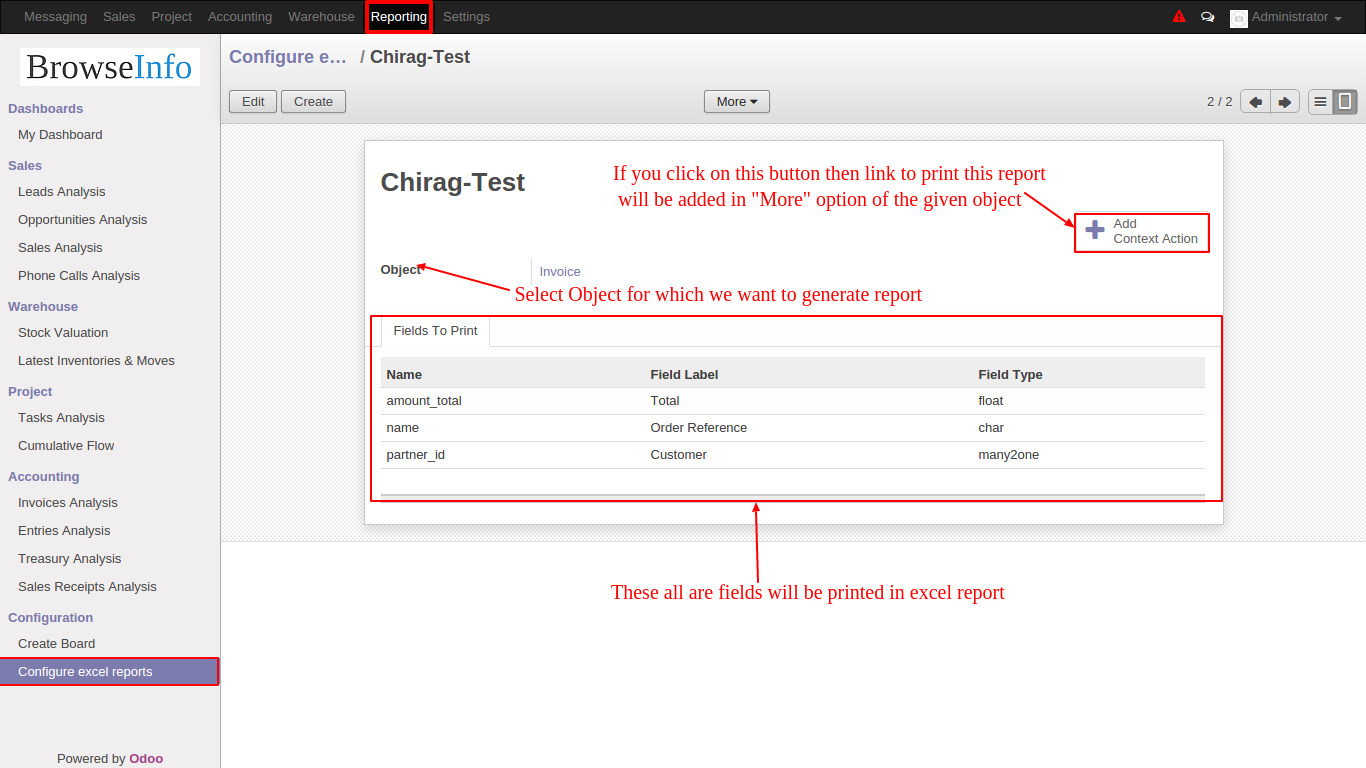 Messaging Sales Project Accounting Warehouse Reporting Settings Administrator
BrowseInfo
Dashboards
My Dashboard
Sales
Leads Analysis
Opportunities Analysis
Sales Analysis
Phone Calls Analysis
Warehouse
Stock Valuation
Latest Inventories & Moves
Project
Tasks Analysis
Cumulative Flow
Accounting
Invoices Analysis
Entries Analysis
Treasury Analysis
Sales Receipts Analysis
Configuration
Create Board
Configure excel reports
Powered by Odoo
Configure e… / Chirag-Test
Edit Create More 2 / 2
Chirag-Test
If you click on this button then link to print this report
will be added in "More" option of the given object
Add
Context Action
Object Invoice
Select Object for which we want to generate report
Fields To Print
Name Field Label Field Type
amount_total Total float
name Order Reference char
partner_id Customer many2one
These all are fields will be printed in excel report